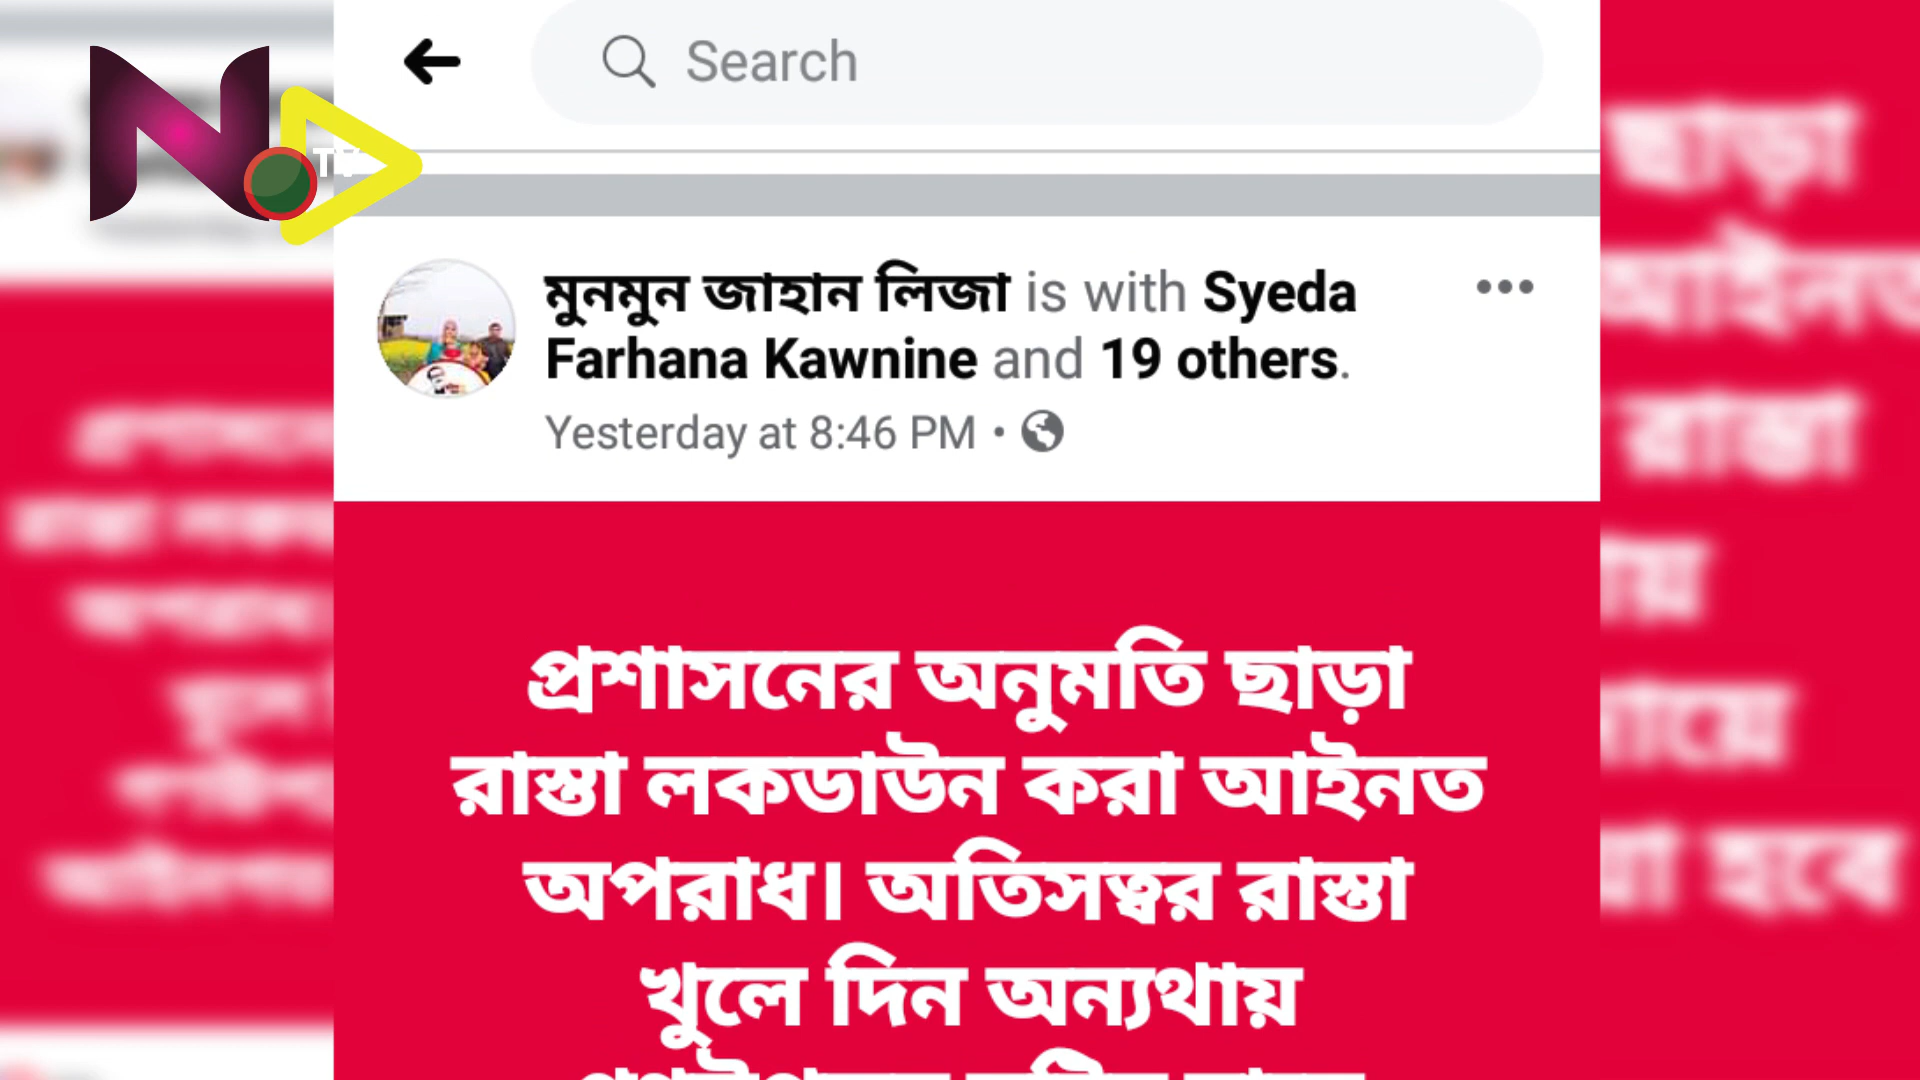 Search
N TV
মুনমুন জাহান লিজা is with Syeda
Farhana Kawnine and 19 others.
Yesterday at 8:46 PM
প্রশাসনের অনুমতি ছাড়া
রাস্তা লকডাউন করা আইনত
অপরাধ। অতিসত্বর রাস্তা
খুলে দিন অন্যথায়